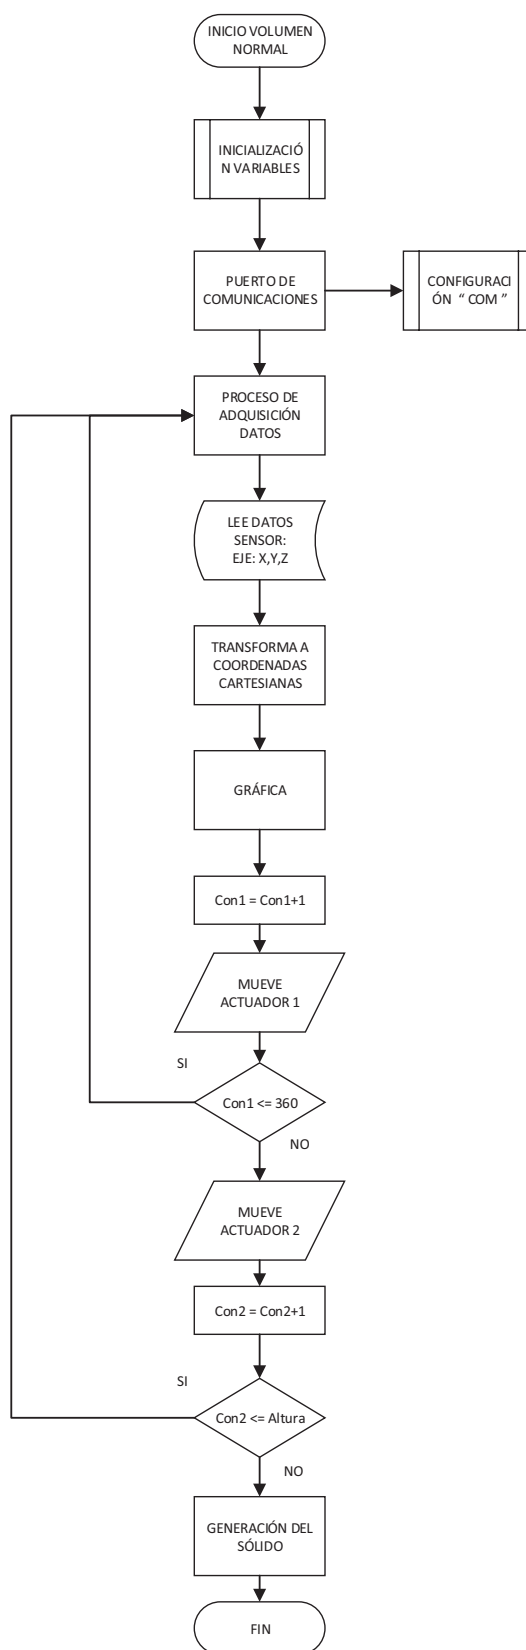 INICIO VOLUMEN
NORMAL
INICIALIZACIÓ
N VARIABLES
PUERTO DE
COMUNICACIONES
CONFIGURACI
ÓN " COM "
PROCESO DE
ADQUISICIÓN
DATOS
LEE DATOS
SENSOR:
EJE: X,Y,Z
TRANSFORMA A
COORDENADAS
CARTESIANAS
GRÁFICA
Con1 = Con1+1
MUEVE
ACTUADOR 1
SI
Con1 <= 360
NO
MUEVE
ACTUADOR 2
Con2 = Con2+1
SI
Con2 <= Altura
NO
GENERACIÓN DEL
SÓLIDO
FIN